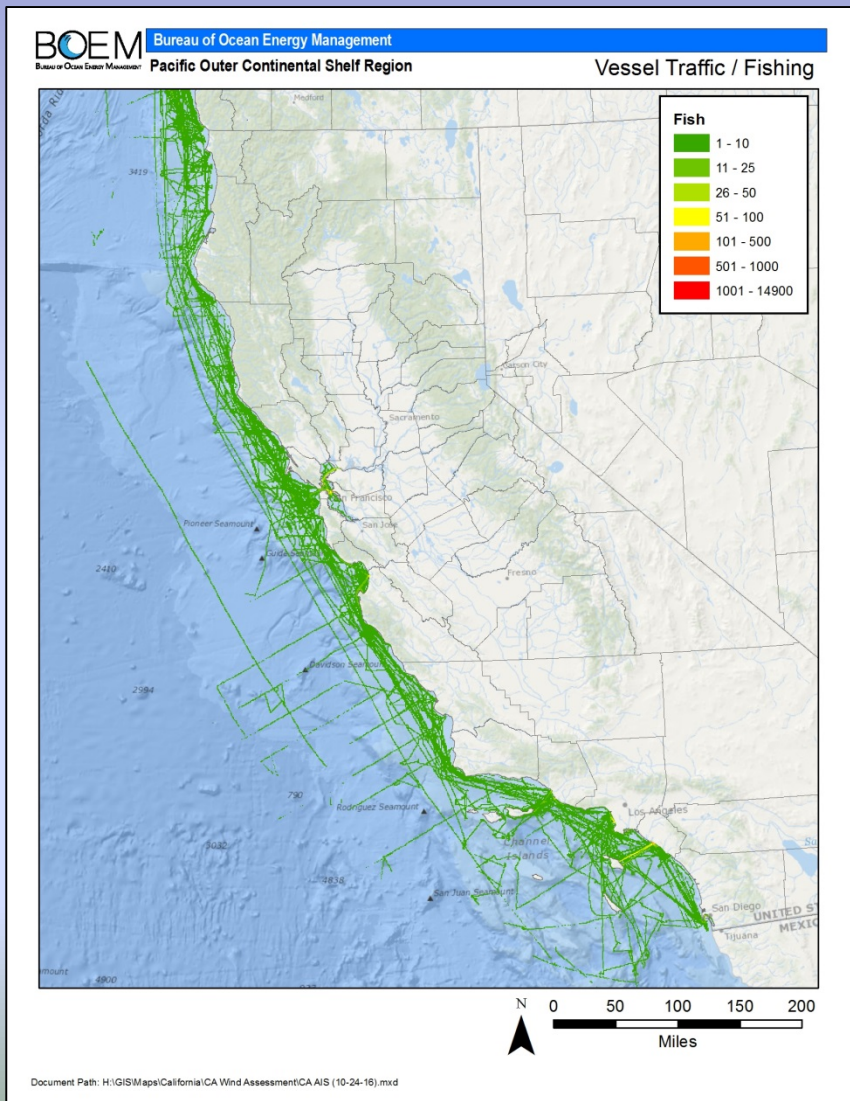 BOEM
BUREAU OF OCEAN ENERGY MANAGEMENT
Bureau of Ocean Energy Management
Pacific Outer Continental Shelf Region
Vessel Traffic / Fishing
Medford
3419
Fish
1 - 10
11 - 25
26 - 50
51 - 100
101 - 500
501 - 1000
1001 - 14900
Carson City
Sacramento
San Francisco
San Jose
Pioneer Seamount
2410
Fresno
Davidson Seamount
2994
790
Rodriguez Seamount
Los Angeles
Channel
Islands
4838
San Juan Seamount
San Diego
UNITED ST
MEXIC
Tijuana
mount
4900
N
0 50 100 150 200
Miles
Document Path: H:\GIS\Maps\California\CA Wind Assessment\CA AIS (10-24-16).mxd